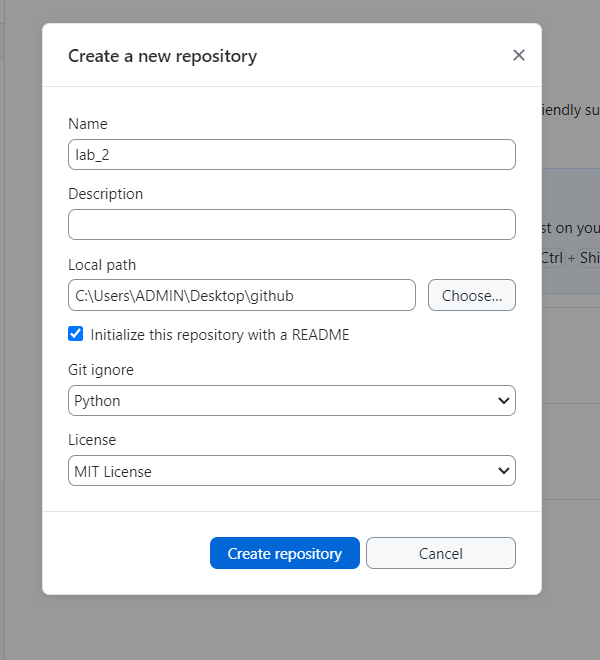 Create a new repository
iendly su
Name
lab_2
Description
st on you
Local path
Ctrl + Shi
C:\Users\ADMIN\Desktop\github
Choose...
Initialize this repository with a README
Git ignore
Python
License
MIT License
Create repository
Cancel